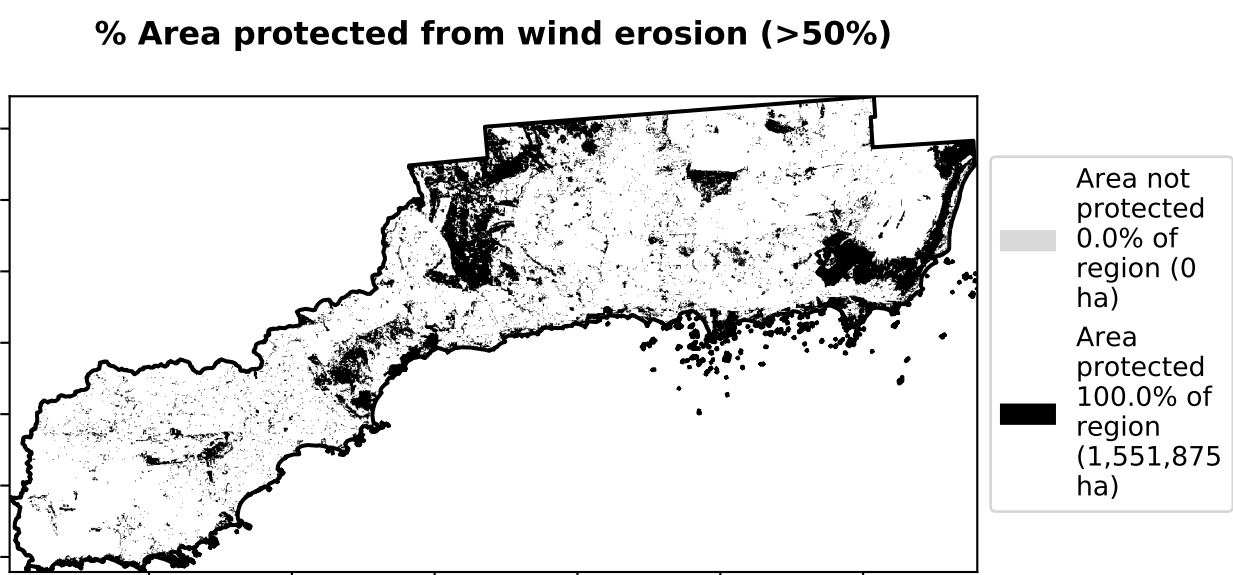 % Area protected from wind erosion (>50%)
Area not
protected
0.0% of
region (0
ha)
Area
protected
100.0% of
region
(1,551,875
ha)